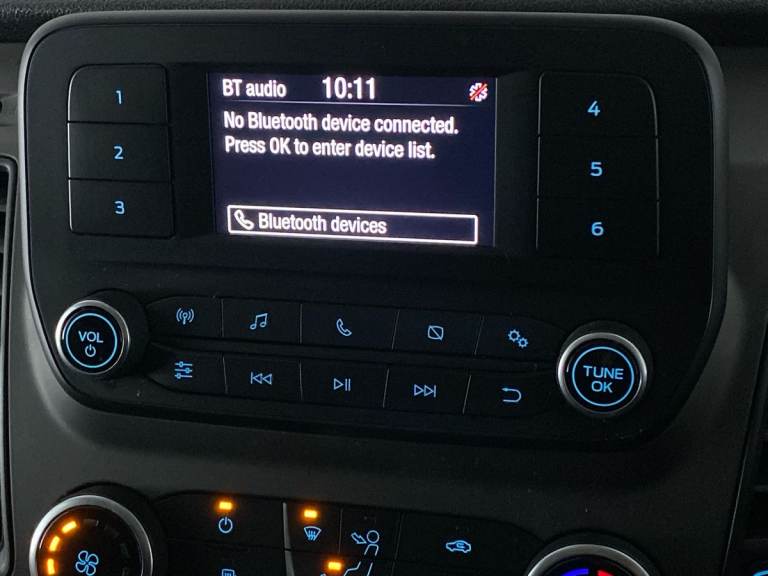 BT audio 10:11
No Bluetooth device connected.
Press OK to enter device list.
Bluetooth devices
1
2
3
4
5
6
VOL
TUNE
OK